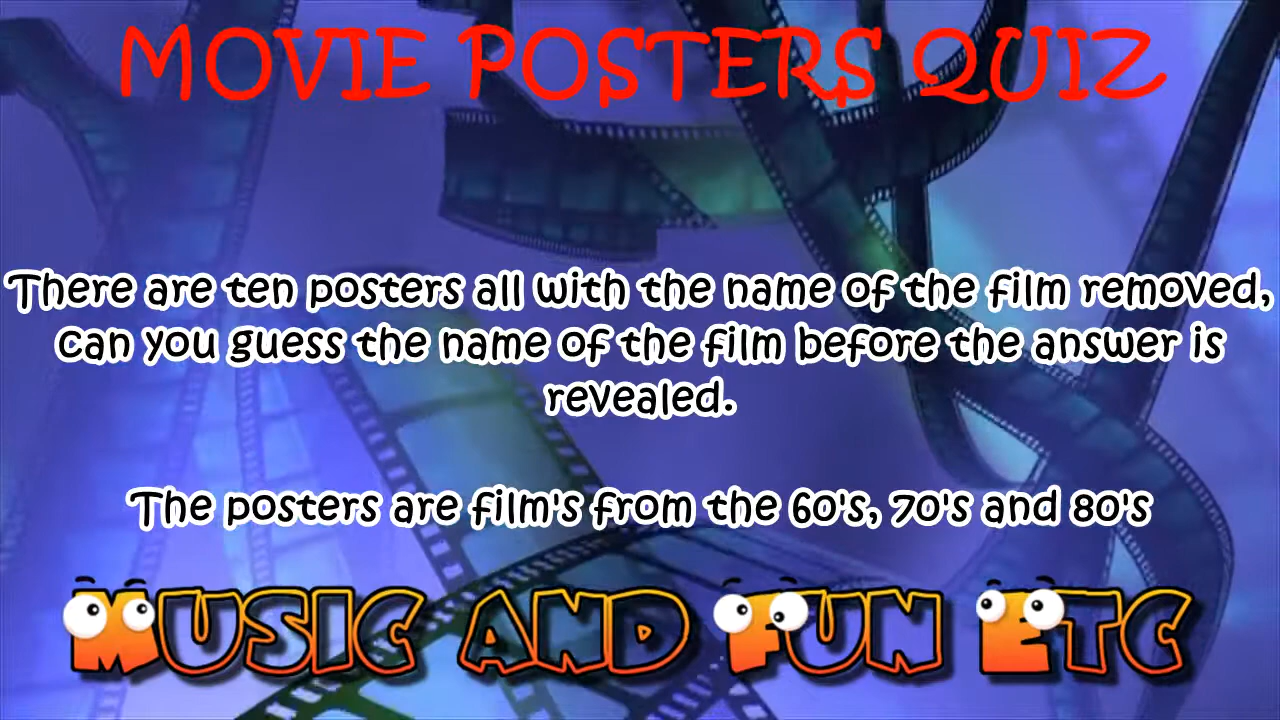 MOVIE POSTERS QUIZ
There are ten posters all with the name of the film removed,
can you guess the name of the film before the answer is
revealed.
The posters are film's from the 60's, 70's and 80's
Music and Fun Etc